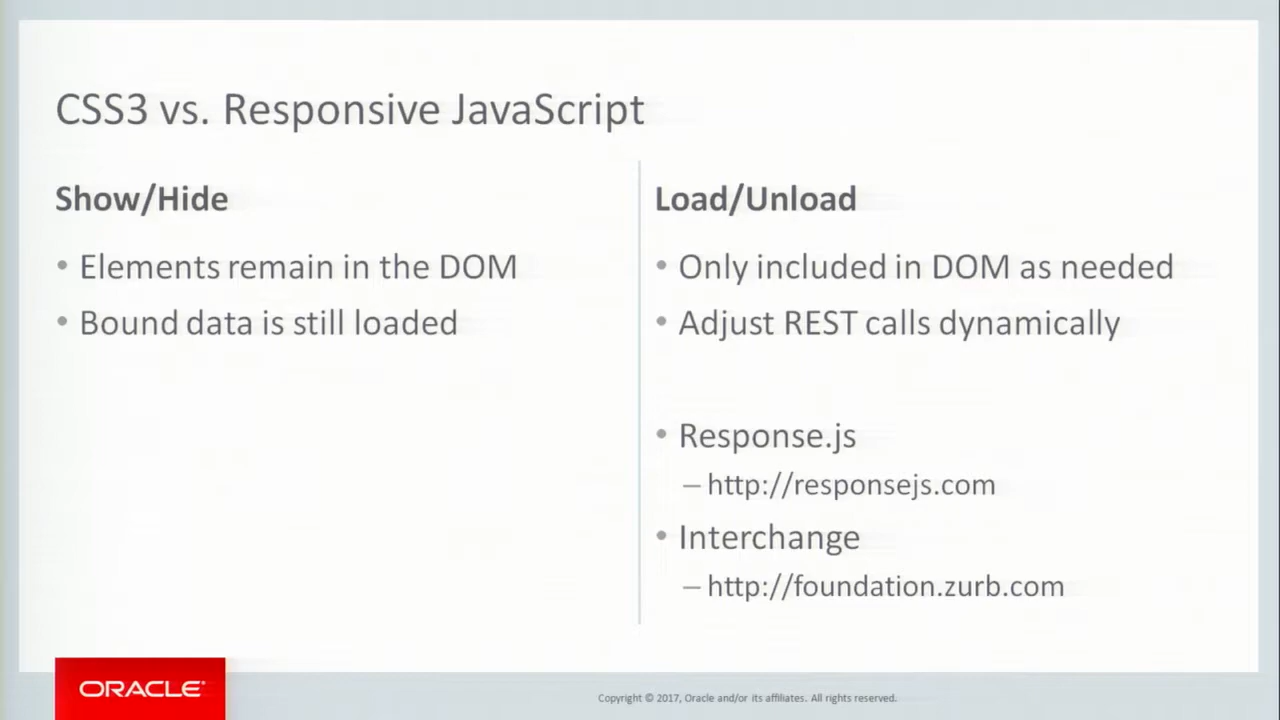 CSS3 vs. Responsive JavaScript
Show/Hide
• Elements remain in the DOM
• Bound data is still loaded
Load/Unload
• Only included in DOM as needed
• Adjust REST calls dynamically
• Response.js
– http://responsejs.com
• Interchange
– http://foundation.zurb.com
ORACLE®
Copyright © 2017, Oracle and/or its affiliates. All rights reserved.